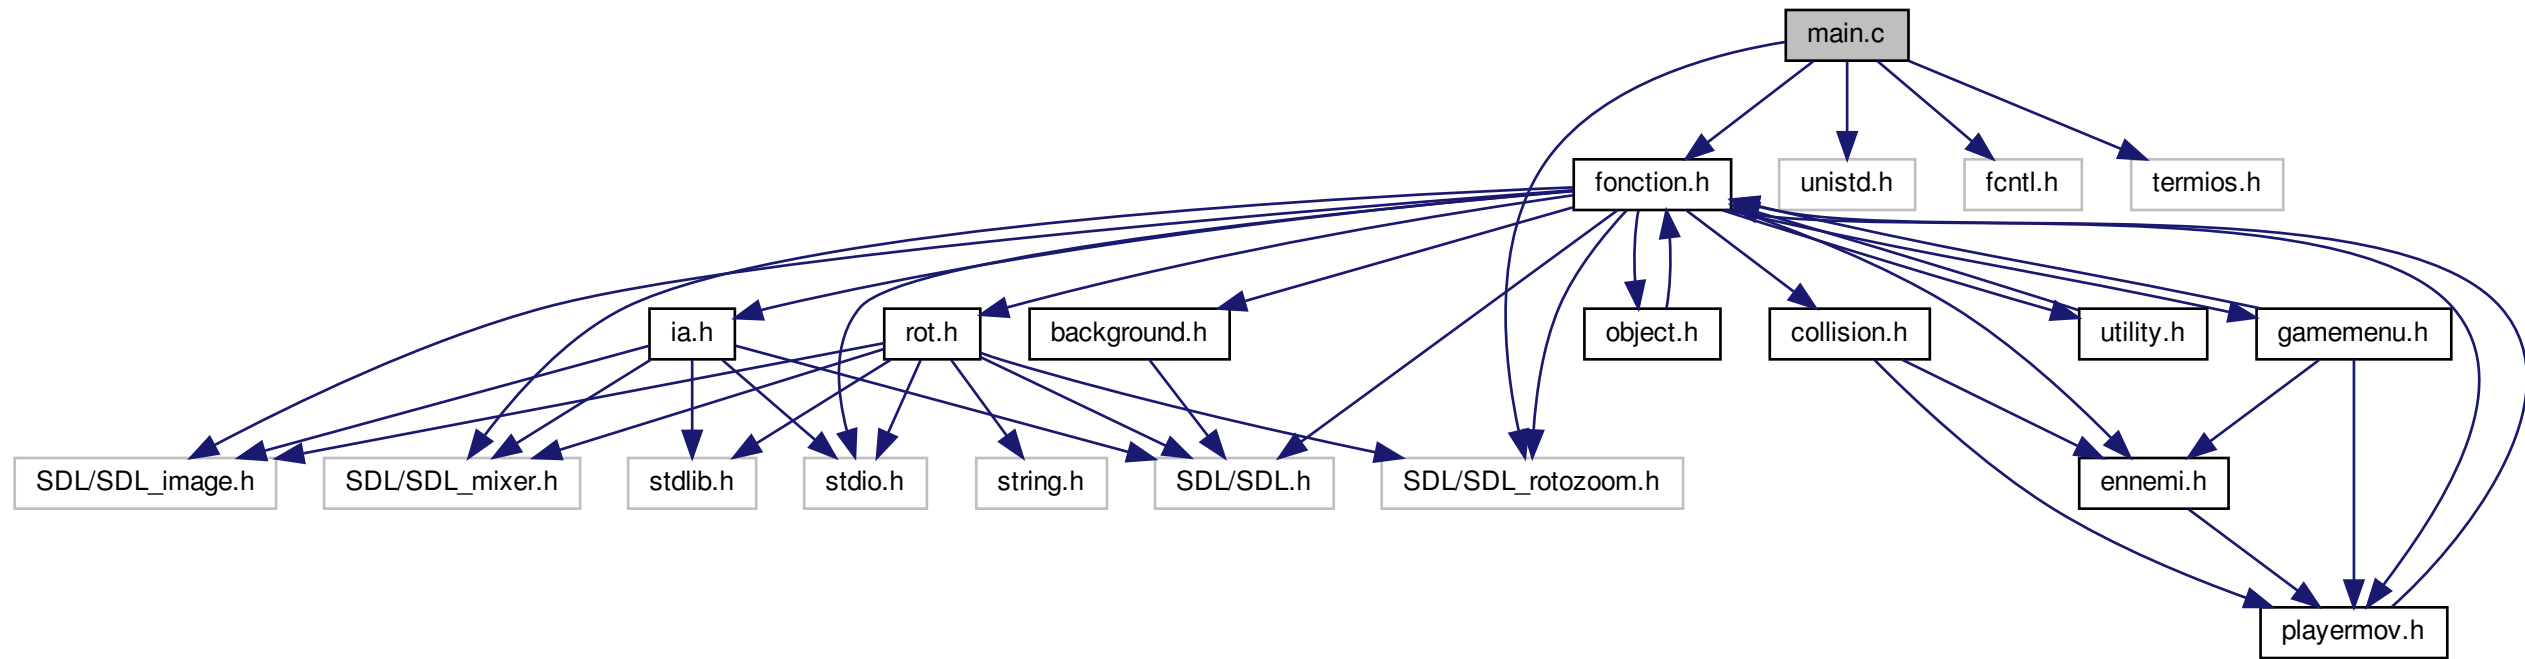 main.c
fonction.h
unistd.h
fcntl.h
termios.h
ia.h
rot.h
background.h
object.h
collision.h
utility.h
gamemenu.h
SDL/SDL_image.h
SDL/SDL_mixer.h
stdlib.h
stdio.h
string.h
SDL/SDL.h
SDL/SDL_rotozoom.h
ennemi.h
playermov.h